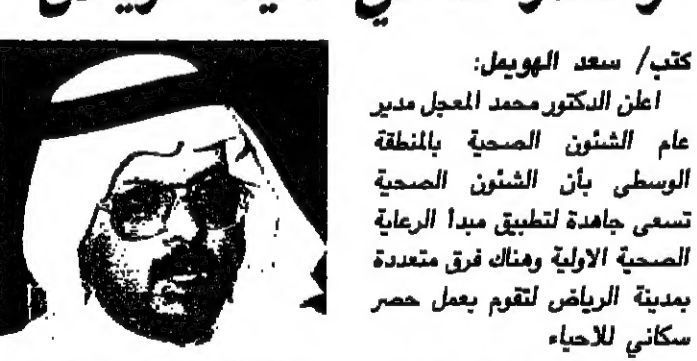 كتب/ سعد الهويمل:
اعلن الدكتور محمد المعجل مدير
عام الشئون الصحية بالمنطقة
الوسطى بأن الشئون الصحية
تسعى جاهدة لتطبيق مبدأ الرعاية
الصحية الاولية وهناك فرق متعددة
بمدينة الرياض لتقوم بعمل حصر
سكاني للاحياء